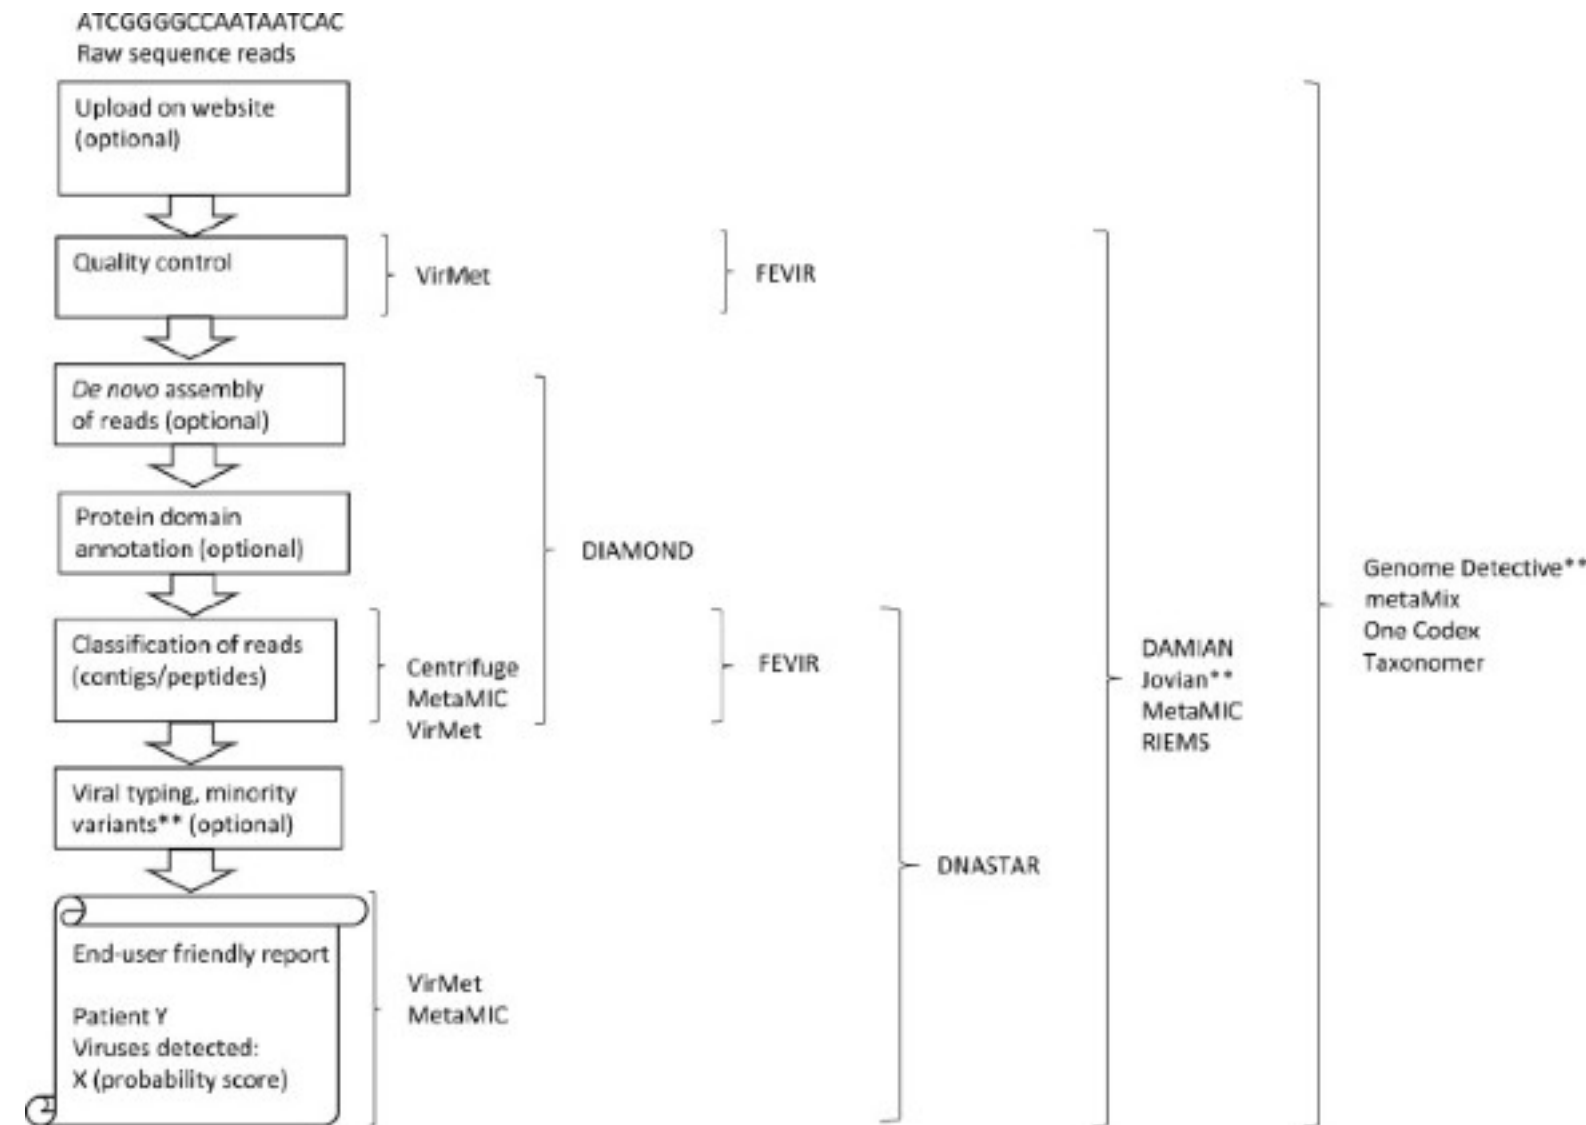 ATCGGGGCCAATAATCAC
Raw sequence reads
Upload on website
(optional)
Quality control
VirMet
FEVIR
De novo assembly
of reads (optional)
Protein domain
annotation (optional)
DIAMOND
Classification of reads
(contigs/peptides)
Centrifuge
MetaMIC
VirMet
FEVIR
Viral typing, minority
variants** (optional)
DNASTAR
End-user friendly report
Patient Y
Viruses detected:
X (probability score)
VirMet
MetaMIC
DAMIAN
Jovian**
MetaMIC
RIEMS
Genome Detective**
metaMix
One Codex
Taxonomer